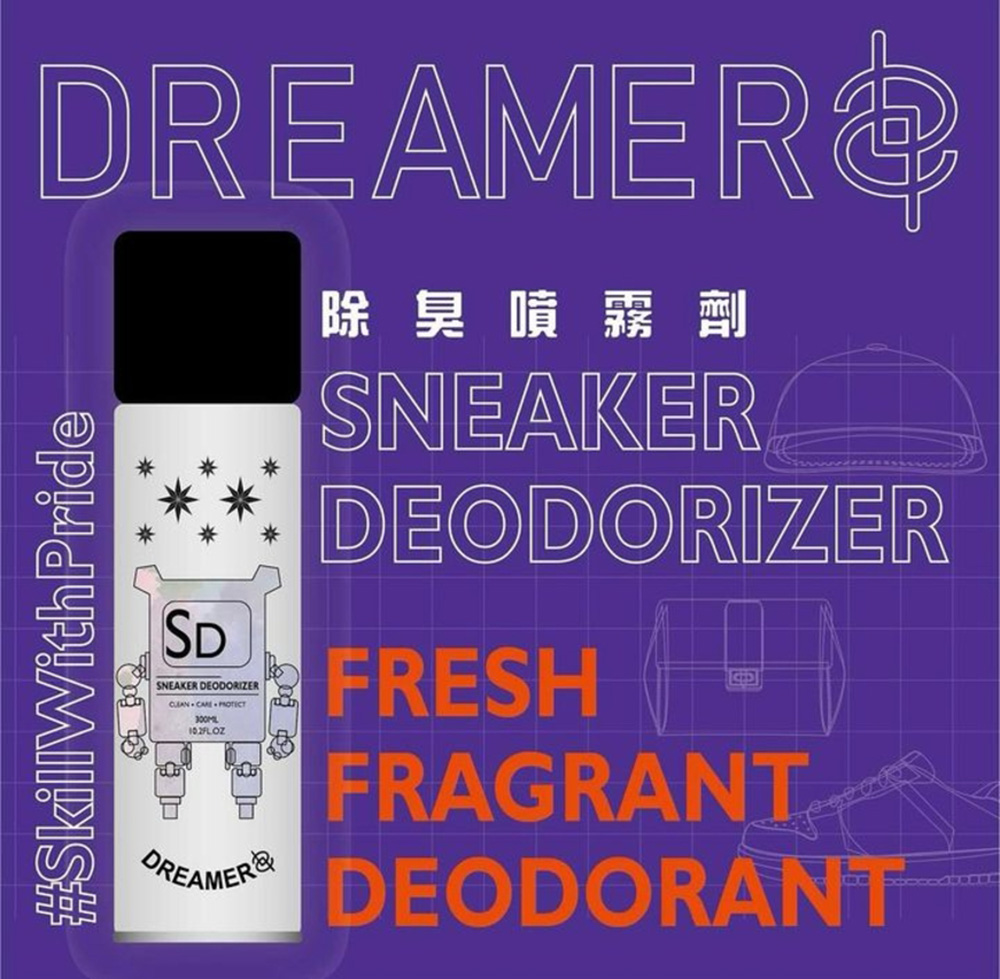 DREAMER
除臭噴霧劑
SNEAKER
DEODORIZER
FRESH
FRAGRANT
DEODORANT
#SkillWithPride
SD
SNEAKER DEODORIZER
CLEAN • CARE • PROTECT
300ML
10.2FL.OZ
DREAMER